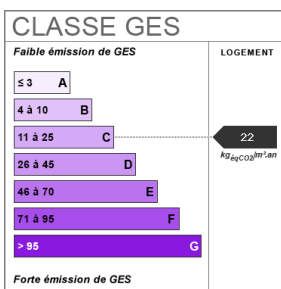 CLASSE GES
Faible émission de GES
LOGEMENT
≤ 3 A
4 à 10 B
11 à 25 C
22
kgéqCO2/m².an
26 à 45 D
46 à 70 E
71 à 95 F
> 95 G
Forte émission de GES